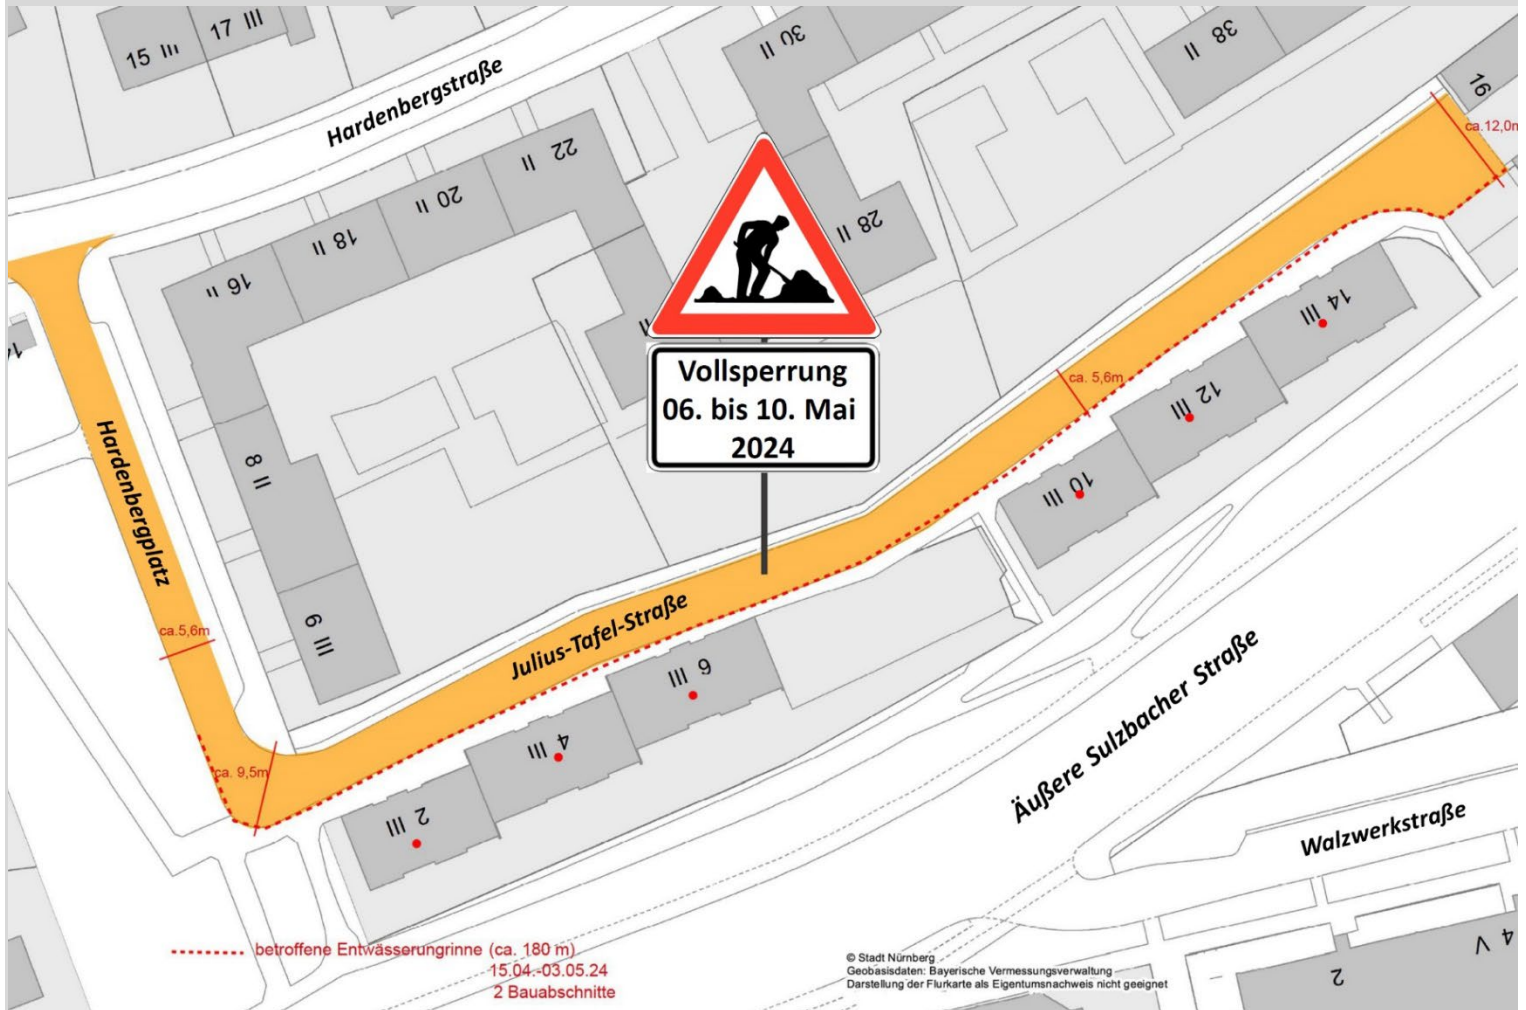 15 III
17 III
Hardenbergstraße
30 II
38 II
16
ca.12,0m
22 II
20 II
18 II
16 II
28 II
14 III
Vollsperrung
06. bis 10. Mai
2024
ca. 5,6m
12 III
10 III
8 II
Hardenbergplatz
6 III
ca.5,6m
Julius-Tafel-Straße
6 III
4 III
2 III
ca. 9,5m
Äußere Sulzbacher Straße
Walzwerkstraße
4 V
2
betroffene Entwässerungrinne (ca. 180 m)
15.04.-03.05.24
2 Bauabschnitte
© Stadt Nürnberg
Geobasisdaten: Bayerische Vermessungsverwaltung
Darstellung der Flurkarte als Eigentumsnachweis nicht geeignet